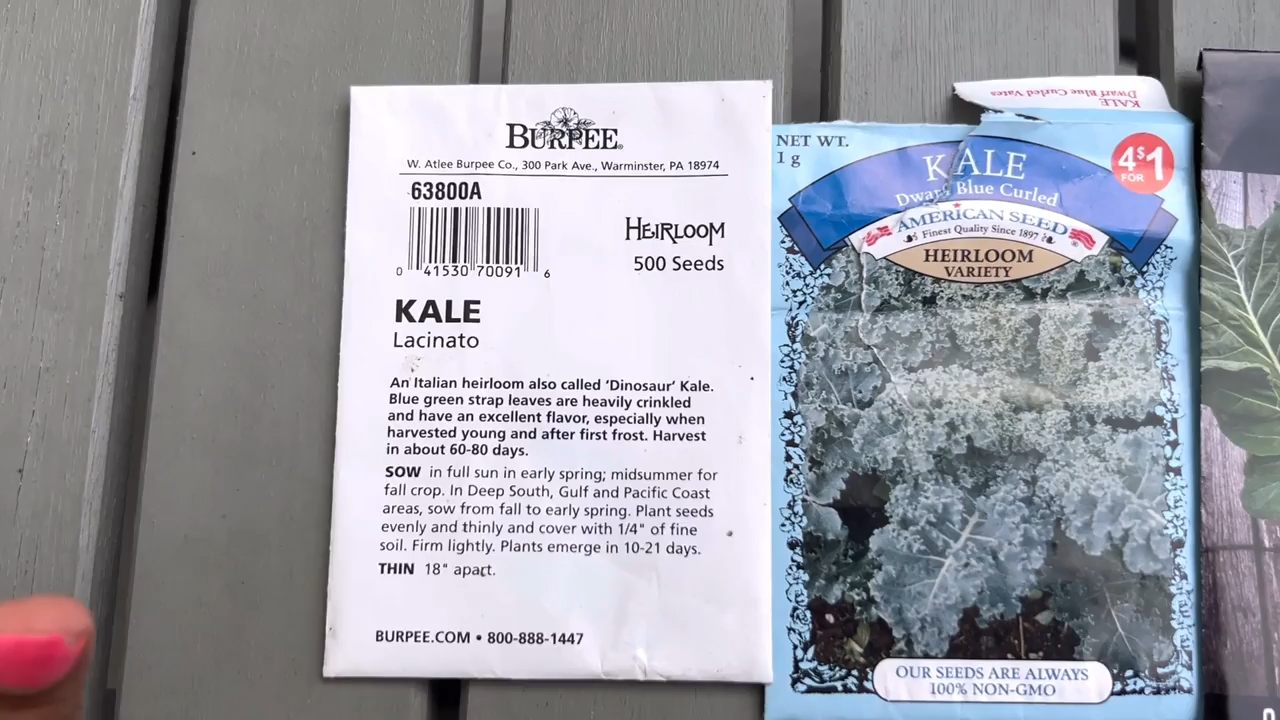 BURPEE®
W. Atlee Burpee Co., 300 Park Ave., Warminster, PA 18974
63800A
0 41530 70091 6
HEIRLOOM
500 Seeds
KALE
Lacinato
An Italian heirloom also called 'Dinosaur' Kale.
Blue green strap leaves are heavily crinkled
and have an excellent flavor, especially when
harvested young and after first frost. Harvest
in about 60-80 days.
SOW in full sun in early spring; midsummer for
fall crop. In Deep South, Gulf and Pacific Coast
areas, sow from fall to early spring. Plant seeds
evenly and thinly and cover with 1/4" of fine
soil. Firm lightly. Plants emerge in 10-21 days.
THIN 18" apart.
BURPEE.COM • 800-888-1447
KALE
Dwarf Blue Curled Vates
NET WT.
1 g
KALE
Dwarf Blue Curled
4 FOR $1
AMERICAN SEED
Finest Quality Since 1897
HEIRLOOM
VARIETY
OUR SEEDS ARE ALWAYS
100% NON-GMO